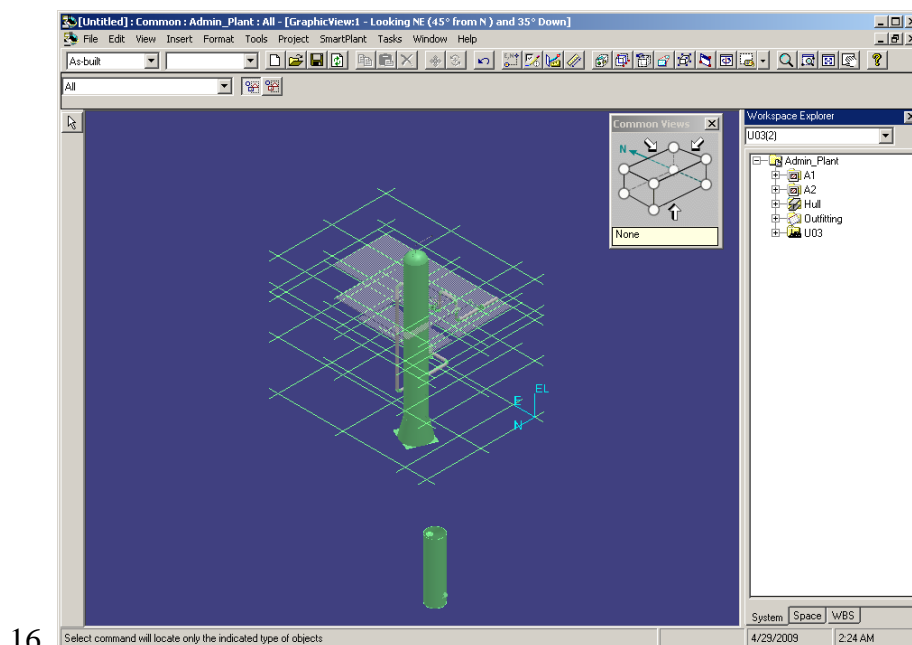 [Untitled] : Common : Admin_Plant : All - [GraphicView:1 - Looking NE (45° from N ) and 35° Down]
File Edit View Insert Format Tools Project SmartPlant Tasks Window Help
As-built
All
Common Views
N
None
Workspace Explorer
U03(2)
Admin_Plant
A1
A2
Hull
Outfitting
U03
EL
E
N
System Space WBS
16
Select command will locate only the indicated type of objects
4/29/2009 2:24 AM